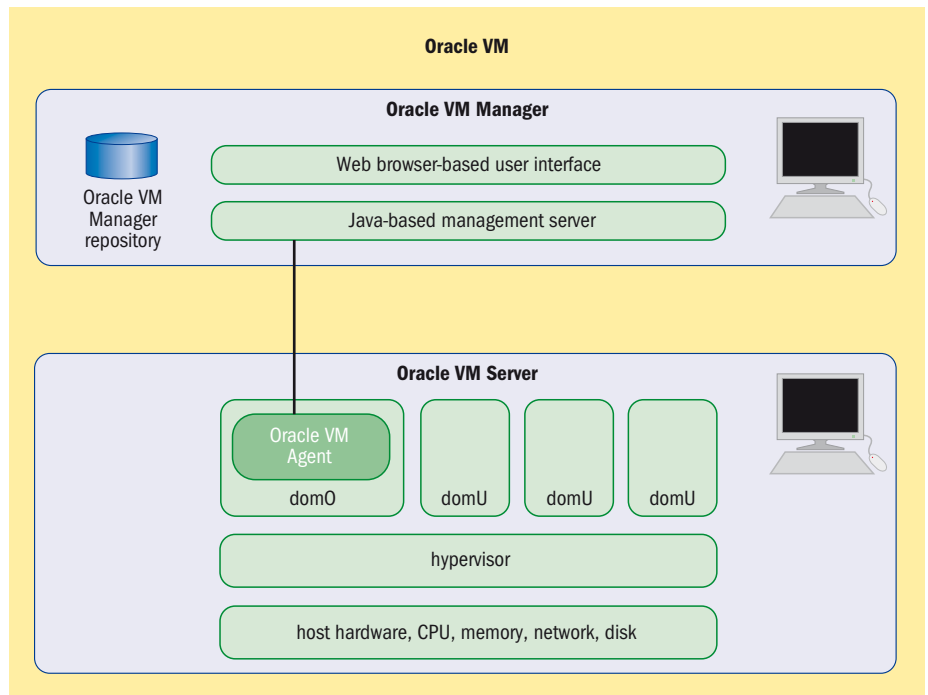 Oracle VM
Oracle VM Manager
Oracle VM
Manager
repository
Web browser-based user interface
Java-based management server
Oracle VM Server
Oracle VM
Agent
domO
domU
domU
domU
hypervisor
host hardware, CPU, memory, network, disk